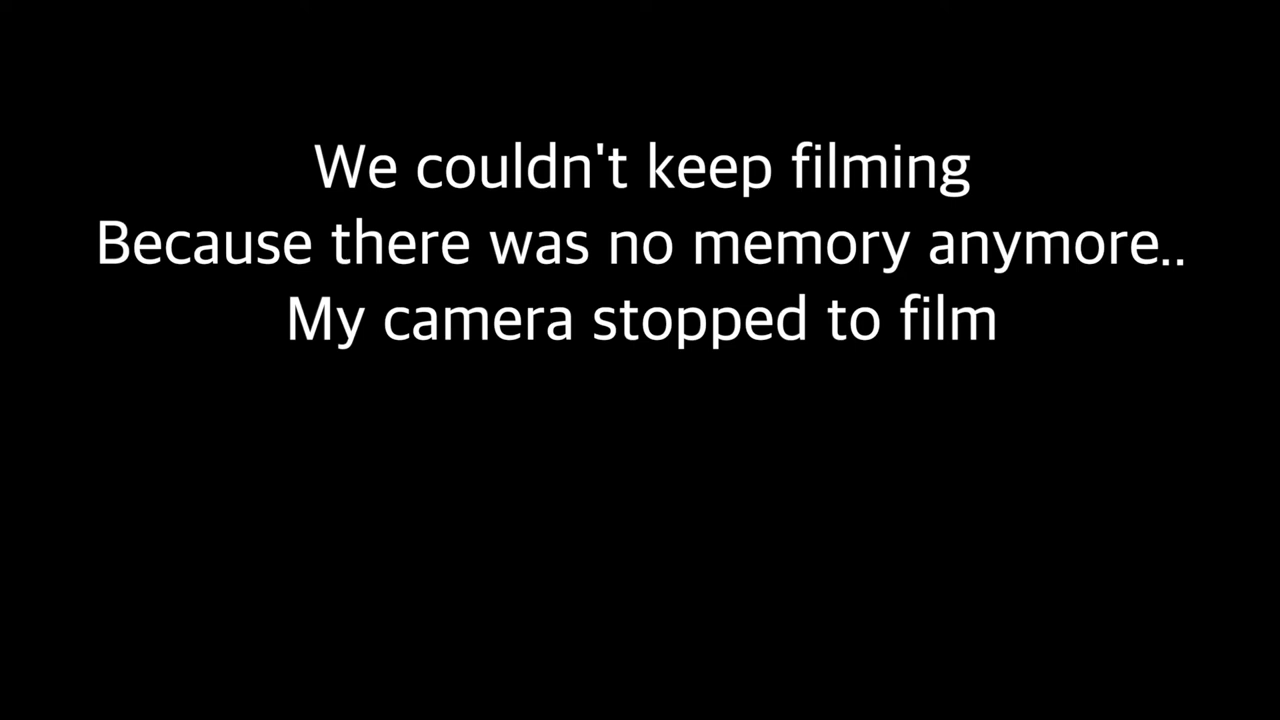 We couldn't keep filming
Because there was no memory anymore..
My camera stopped to film